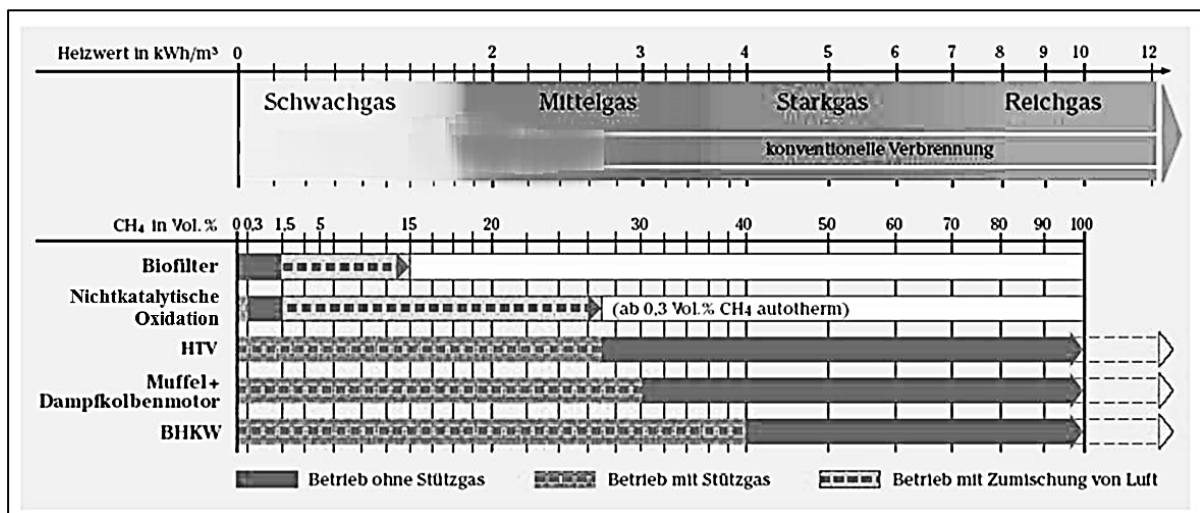 Heizwert in kWh/m³ 0 2 3 4 5 6 7 8 9 10 12
Schwachgas Mittelgas Starkgas Reichgas
konventionelle Verbrennung
CH₄ in Vol.% 0 0,3 1,5 5 15 20 30 40 50 60 70 80 90 100
Biofilter
Nichtkatalytische
Oxidation (ab 0,3 Vol.% CH₄ autotherm)
HTV
Muffel+
Dampfkolbenmotor
BHKW
Betrieb ohne Stützgas Betrieb mit Stützgas Betrieb mit Zumischung von Luft